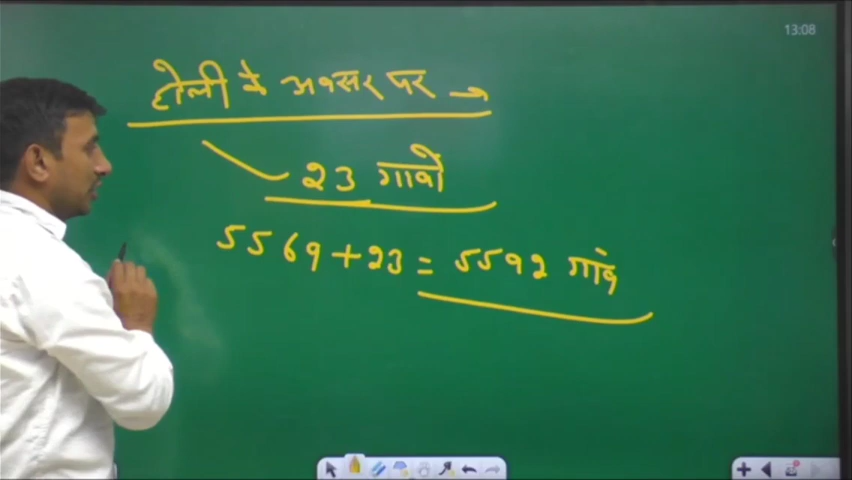 13:08
होली के अवसर पर →
23 गावो
5569 + 23 = 5592 गांव